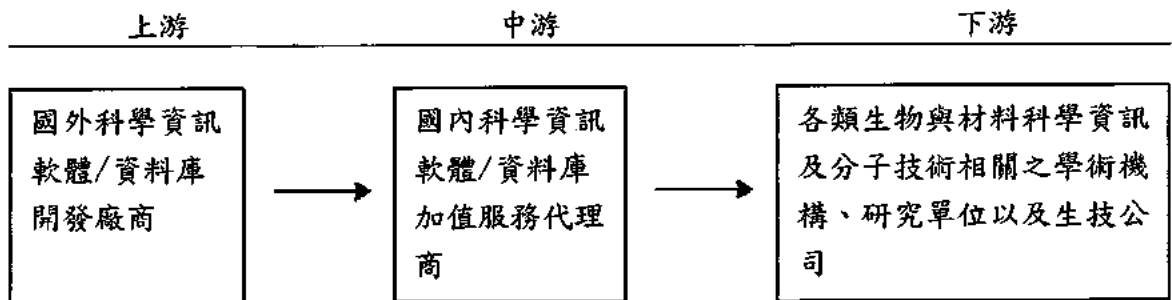 上游
中游
下游
國外科學資訊
軟體/資料庫
開發廠商
國內科學資訊
軟體/資料庫
加值服務代理
商
各類生物與材料科學資訊
及分子技術相關之學術機
構、研究單位以及生技公
司